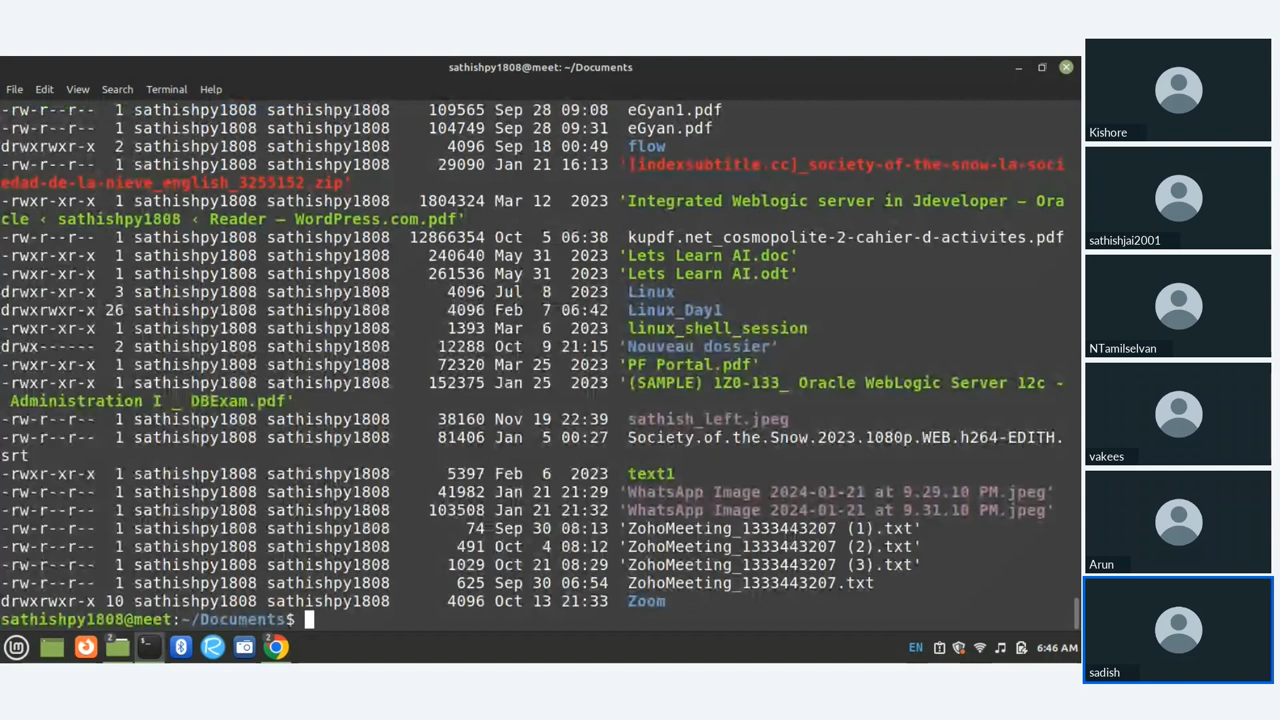 sathishpy1808@meet: ~/Documents
File Edit View Search Terminal Help
-rw-r--r-- 1 sathishpy1808 sathishpy1808 109565 Sep 28 09:08 eGyan1.pdf
-rw-r--r-- 1 sathishpy1808 sathishpy1808 104749 Sep 28 09:31 eGyan.pdf
drwxrwxr-x 2 sathishpy1808 sathishpy1808 4096 Sep 18 00:49 flow
-rw-r--r-- 1 sathishpy1808 sathishpy1808 29090 Jan 21 16:13 '[indexsubtitle.cc]_society-of-the-snow-la-soci
edad-de-la-nieve_english_3255152.zip'
-rwxr-xr-x 1 sathishpy1808 sathishpy1808 1804324 Mar 12 2023 'Integrated Weblogic server in Jdeveloper – Ora
cle ‹ sathishpy1808 ‹ Reader — WordPress.com.pdf'
-rw-r--r-- 1 sathishpy1808 sathishpy1808 12866354 Oct 5 06:38 kupdf.net_cosmopolite-2-cahier-d-activites.pdf
-rwxr-xr-x 1 sathishpy1808 sathishpy1808 240640 May 31 2023 'Lets Learn AI.doc'
-rwxr-xr-x 1 sathishpy1808 sathishpy1808 261536 May 31 2023 'Lets Learn AI.odt'
drwxr-xr-x 3 sathishpy1808 sathishpy1808 4096 Jul 8 2023 Linux
drwxrwxr-x 26 sathishpy1808 sathishpy1808 4096 Feb 7 06:42 Linux_Day1
-rwxr-xr-x 1 sathishpy1808 sathishpy1808 1393 Mar 6 2023 linux_shell_session
drwx------ 2 sathishpy1808 sathishpy1808 12288 Oct 9 21:15 'Nouveau dossier'
-rwxr-xr-x 1 sathishpy1808 sathishpy1808 72320 Mar 25 2023 'PF Portal.pdf'
-rwxr-xr-x 1 sathishpy1808 sathishpy1808 152375 Jan 25 2023 '(SAMPLE) 1Z0-133_ Oracle WebLogic Server 12c -
Administration I _ DBExam.pdf'
-rw-r--r-- 1 sathishpy1808 sathishpy1808 38160 Nov 19 22:39 sathish_left.jpeg
-rw-r--r-- 1 sathishpy1808 sathishpy1808 81406 Jan 5 00:27 Society.of.the.Snow.2023.1080p.WEB.h264-EDITH.
srt
-rwxr-xr-x 1 sathishpy1808 sathishpy1808 5397 Feb 6 2023 text1
-rw-r--r-- 1 sathishpy1808 sathishpy1808 41982 Jan 21 21:29 'WhatsApp Image 2024-01-21 at 9.29.10 PM.jpeg'
-rw-r--r-- 1 sathishpy1808 sathishpy1808 103508 Jan 21 21:32 'WhatsApp Image 2024-01-21 at 9.31.10 PM.jpeg'
-rw-r--r-- 1 sathishpy1808 sathishpy1808 74 Sep 30 08:13 'ZohoMeeting_1333443207 (1).txt'
-rw-r--r-- 1 sathishpy1808 sathishpy1808 491 Oct 4 08:12 'ZohoMeeting_1333443207 (2).txt'
-rw-r--r-- 1 sathishpy1808 sathishpy1808 1029 Oct 21 08:29 'ZohoMeeting_1333443207 (3).txt'
-rw-r--r-- 1 sathishpy1808 sathishpy1808 625 Sep 30 06:54 ZohoMeeting_1333443207.txt
drwxrwxr-x 10 sathishpy1808 sathishpy1808 4096 Oct 13 21:33 Zoom
sathishpy1808@meet:~/Documents$
2
2
EN
6:46 AM
Kishore
sathishjai2001
NTamilselvan
vakees
Arun
sadish